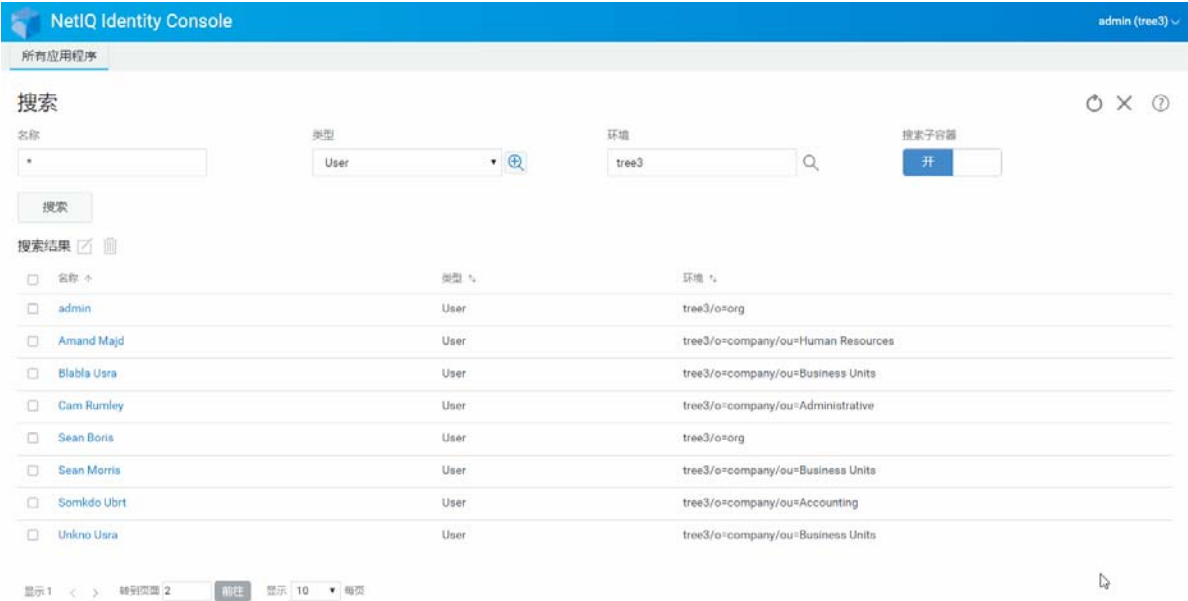 NetIQ Identity Console
admin (tree3)
所有应用程序
搜索
名称
类型
环境
搜索子容器
*
User
tree3
开
搜索
搜索结果
名称 类型 环境
admin User tree3/o=org
Amand Majd User tree3/o=company/ou=Human Resources
Blabla Usra User tree3/o=company/ou=Business Units
Cam Rumley User tree3/o=company/ou=Administrative
Sean Boris User tree3/o=org
Sean Morris User tree3/o=company/ou=Business Units
Somkdo Ubrt User tree3/o=company/ou=Accounting
Unkno Usra User tree3/o=company/ou=Business Units
显示 1 < > 转到页面 2 前往 显示 10 每页